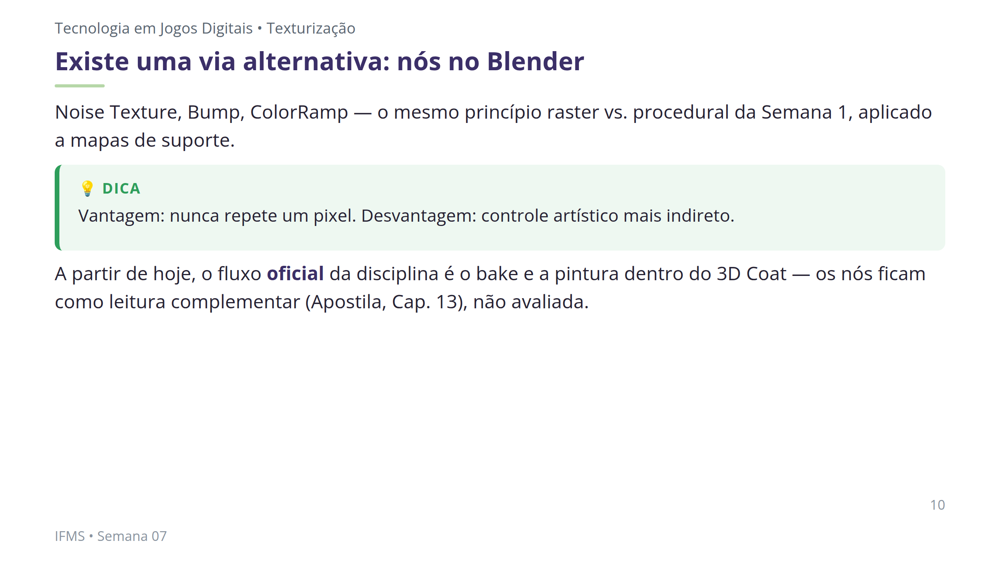 Tecnologia em Jogos Digitais • Texturização
Existe uma via alternativa: nós no Blender
Noise Texture, Bump, ColorRamp — o mesmo princípio raster vs. procedural da Semana 1, aplicado
a mapas de suporte.
💡 DICA
Vantagem: nunca repete um pixel. Desvantagem: controle artístico mais indireto.
A partir de hoje, o fluxo oficial da disciplina é o bake e a pintura dentro do 3D Coat — os nós ficam
como leitura complementar (Apostila, Cap. 13), não avaliada.
10
IFMS • Semana 07